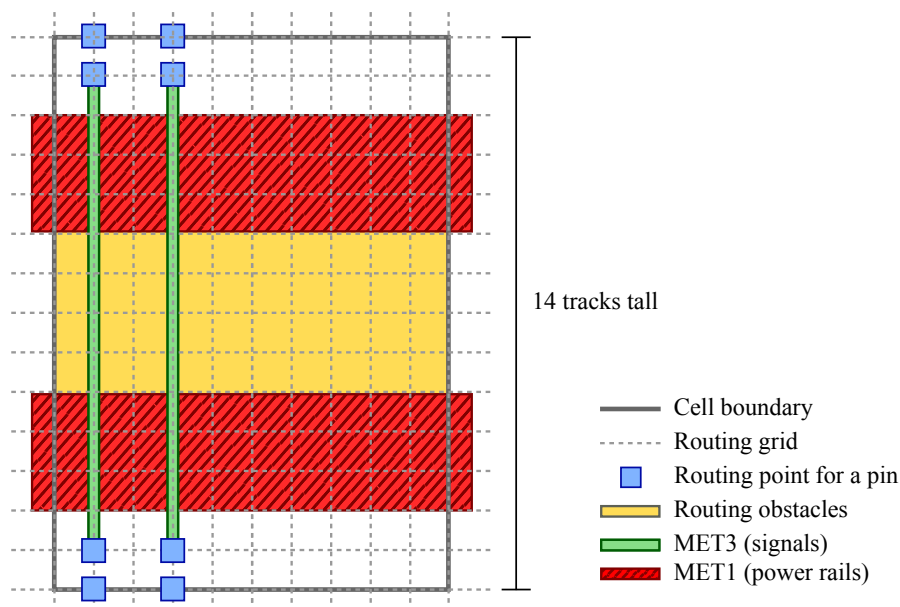 14 tracks tall
Cell boundary
Routing grid
Routing point for a pin
Routing obstacles
MET3 (signals)
MET1 (power rails)